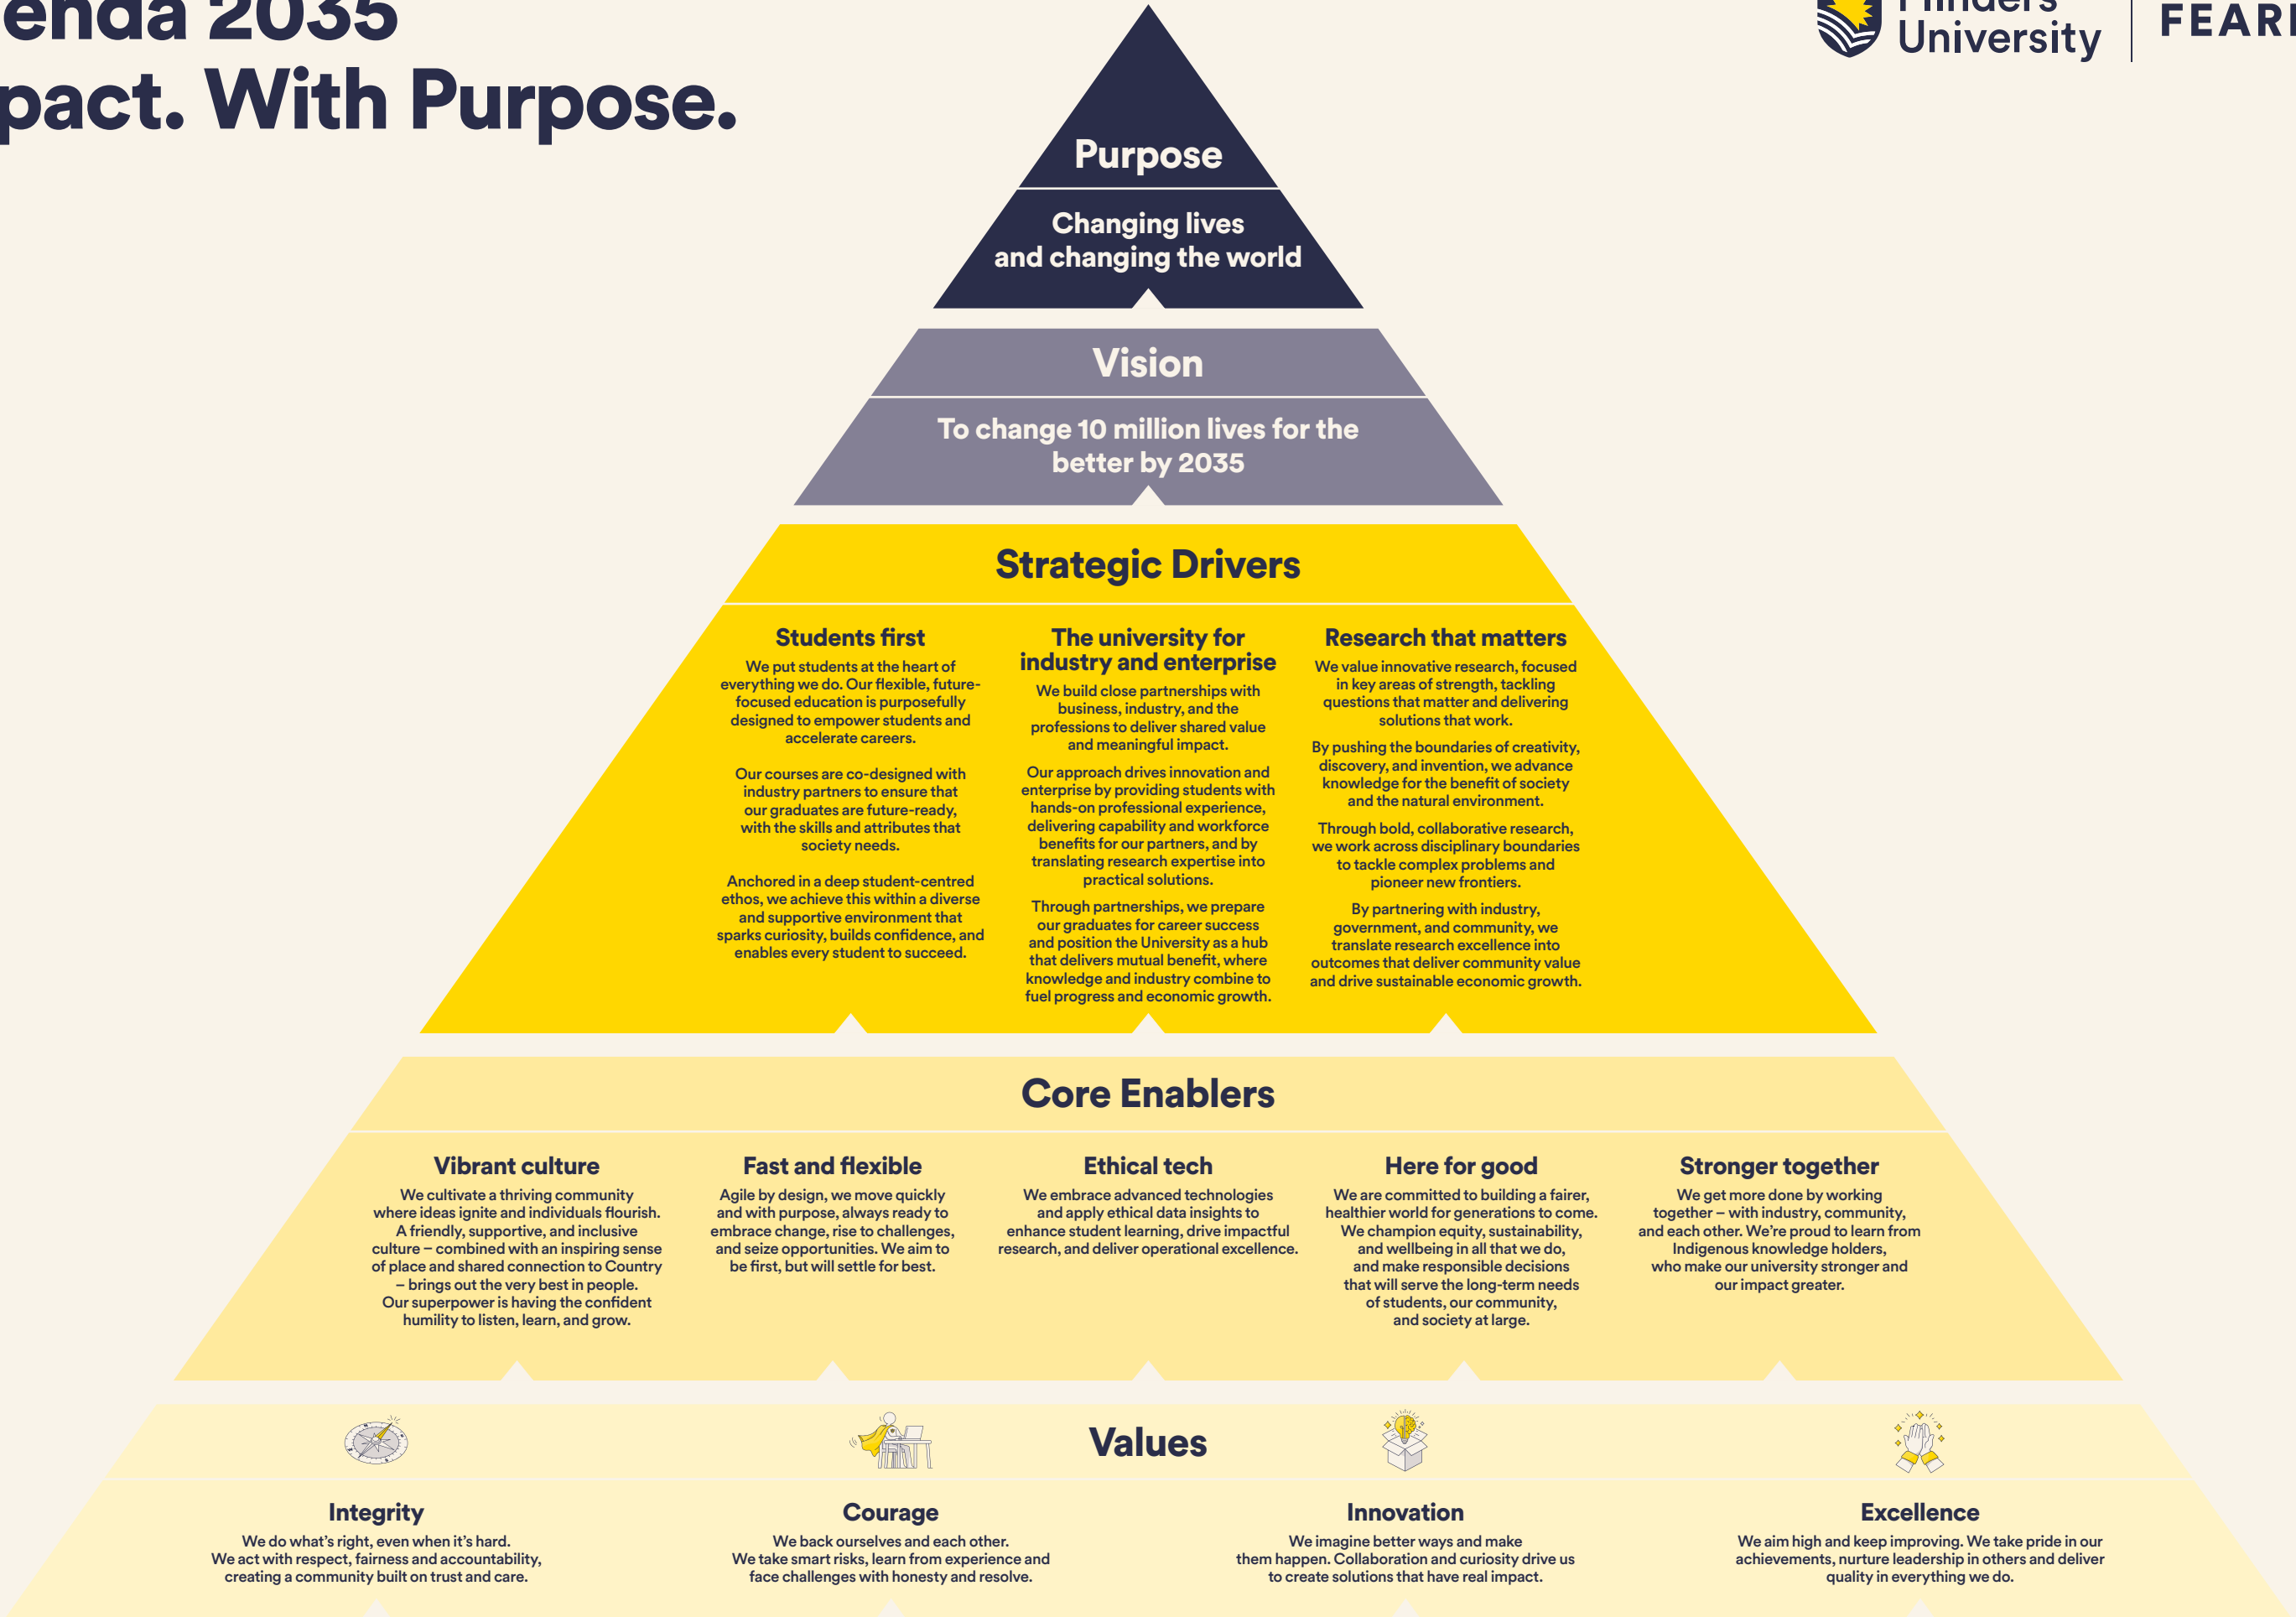 enda 2035
pact. With Purpose.
Flinders
University
FEAR
Purpose
Changing lives
and changing the world
Vision
To change 10 million lives for the
better by 2035
Strategic Drivers
Students first
We put students at the heart of
everything we do. Our flexible, future-
focused education is purposefully
designed to empower students and
accelerate careers.
Our courses are co-designed with
industry partners to ensure that
our graduates are future-ready,
with the skills and attributes that
society needs.
Anchored in a deep student-centred
ethos, we achieve this within a diverse
and supportive environment that
sparks curiosity, builds confidence, and
enables every student to succeed.
The university for
industry and enterprise
We build close partnerships with
business, industry, and the
professions to deliver shared value
and meaningful impact.
Our approach drives innovation and
enterprise by providing students with
hands-on professional experience,
delivering capability and workforce
benefits for our partners, and by
translating research expertise into
practical solutions.
Through partnerships, we prepare
our graduates for career success
and position the University as a hub
that delivers mutual benefit, where
knowledge and industry combine to
fuel progress and economic growth.
Research that matters
We value innovative research, focused
in key areas of strength, tackling
questions that matter and delivering
solutions that work.
By pushing the boundaries of creativity,
discovery, and invention, we advance
knowledge for the benefit of society
and the natural environment.
Through bold, collaborative research,
we work across disciplinary boundaries
to tackle complex problems and
pioneer new frontiers.
By partnering with industry,
government, and community, we
translate research excellence into
outcomes that deliver community value
and drive sustainable economic growth.
Core Enablers
Vibrant culture
We cultivate a thriving community
where ideas ignite and individuals flourish.
A friendly, supportive, and inclusive
culture – combined with an inspiring sense
of place and shared connection to Country
– brings out the very best in people.
Our superpower is having the confident
humility to listen, learn, and grow.
Fast and flexible
Agile by design, we move quickly
and with purpose, always ready to
embrace change, rise to challenges,
and seize opportunities. We aim to
be first, but will settle for best.
Ethical tech
We embrace advanced technologies
and apply ethical data insights to
enhance student learning, drive impactful
research, and deliver operational excellence.
Here for good
We are committed to building a fairer,
healthier world for generations to come.
We champion equity, sustainability,
and wellbeing in all that we do,
and make responsible decisions
that will serve the long-term needs
of students, our community,
and society at large.
Stronger together
We get more done by working
together – with industry, community,
and each other. We’re proud to learn from
Indigenous knowledge holders,
who make our university stronger and
our impact greater.
Values
Integrity
We do what’s right, even when it’s hard.
We act with respect, fairness and accountability,
creating a community built on trust and care.
Courage
We back ourselves and each other.
We take smart risks, learn from experience and
face challenges with honesty and resolve.
Innovation
We imagine better ways and make
them happen. Collaboration and curiosity drive us
to create solutions that have real impact.
Excellence
We aim high and keep improving. We take pride in our
achievements, nurture leadership in others and deliver
quality in everything we do.